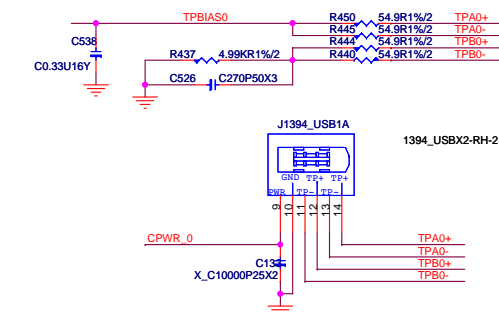 TPBIAS0
R450 54.9R1%/2 TPA0+
R445 54.9R1%/2 TPA0-
R444 54.9R1%/2 TPB0+
R440 54.9R1%/2 TPB0-
C538
C0.33U16Y
R437 4.99KR1%/2
C526 C270P50X3
J1394_USB1A
1394_USBX2-RH-2
GND TP+ TP+
PWR TP- TP-
9 10 11 12 13 14
CPWR_0
TPA0+
TPA0-
TPB0+
TPB0-
X_C10000P25X2